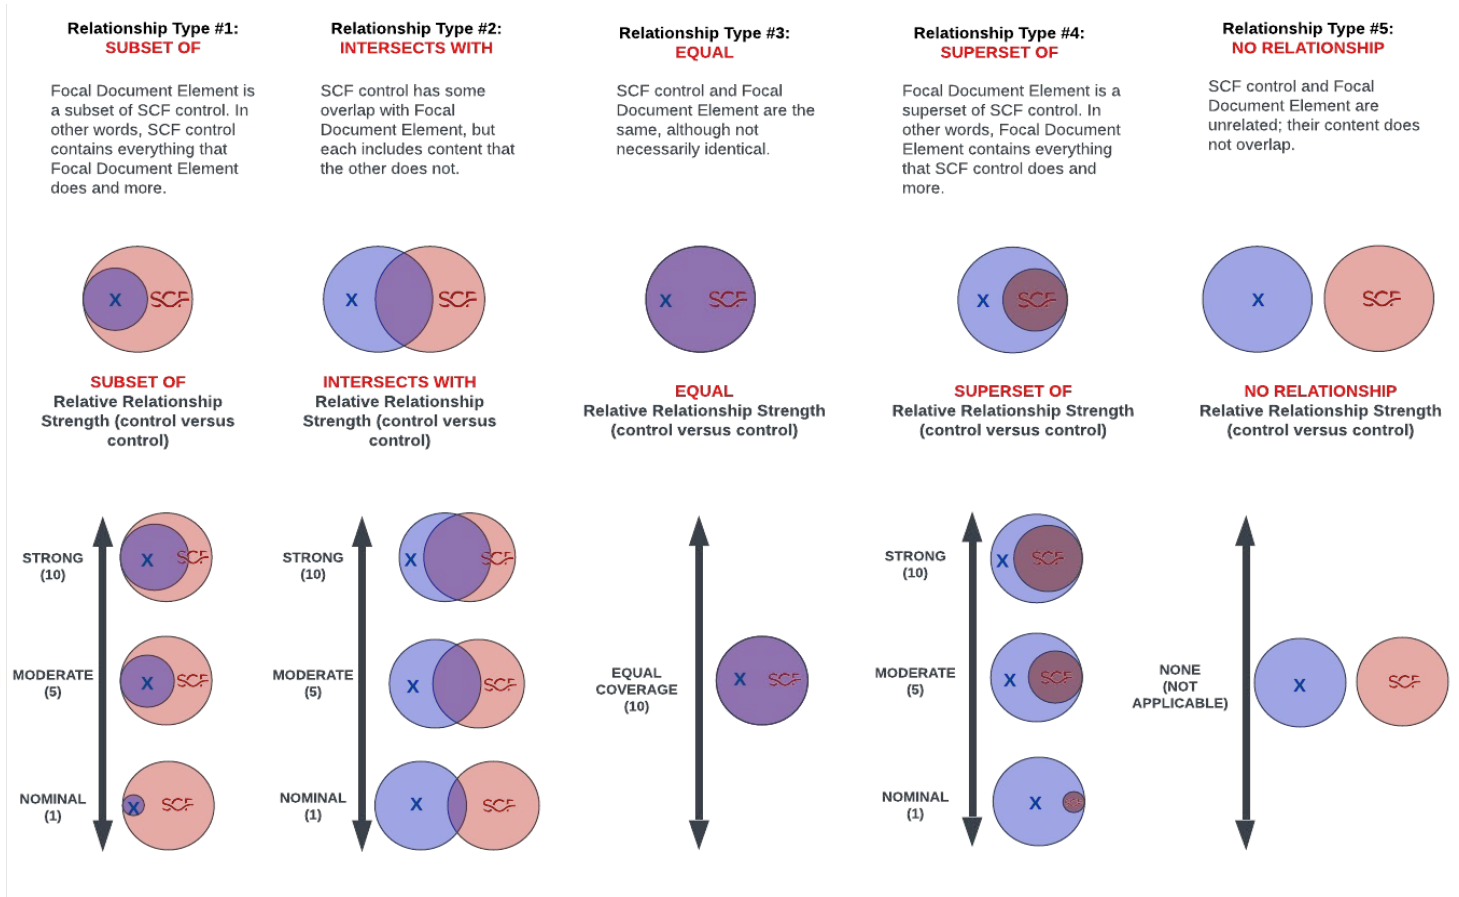 Relationship Type #1:
SUBSET OF
Focal Document Element is
a subset of SCF control. In
other words, SCF control
contains everything that
Focal Document Element
does and more.
X SCF
SUBSET OF
Relative Relationship
Strength (control versus
control)
STRONG
(10)
X SCF
MODERATE
(5)
X SCF
NOMINAL
(1)
X SCF
Relationship Type #2:
INTERSECTS WITH
SCF control has some
overlap with Focal
Document Element, but
each includes content that
the other does not.
X SCF
INTERSECTS WITH
Relative Relationship
Strength (control versus
control)
STRONG
(10)
X SCF
MODERATE
(5)
X SCF
NOMINAL
(1)
X SCF
Relationship Type #3:
EQUAL
SCF control and Focal
Document Element are the
same, although not
necessarily identical.
X SCF
EQUAL
Relative Relationship Strength
(control versus control)
EQUAL
COVERAGE
(10)
X SCF
Relationship Type #4:
SUPERSET OF
Focal Document Element is a
superset of SCF control. In
other words, Focal Document
Element contains everything
that SCF control does and
more.
X SCF
SUPERSET OF
Relative Relationship Strength
(control versus control)
STRONG
(10)
X SCF
MODERATE
(5)
X SCF
NOMINAL
(1)
X SCF
Relationship Type #5:
NO RELATIONSHIP
SCF control and Focal
Document Element are
unrelated; their content does
not overlap.
X SCF
NO RELATIONSHIP
Relative Relationship Strength
(control versus control)
NONE
(NOT
APPLICABLE)
X SCF